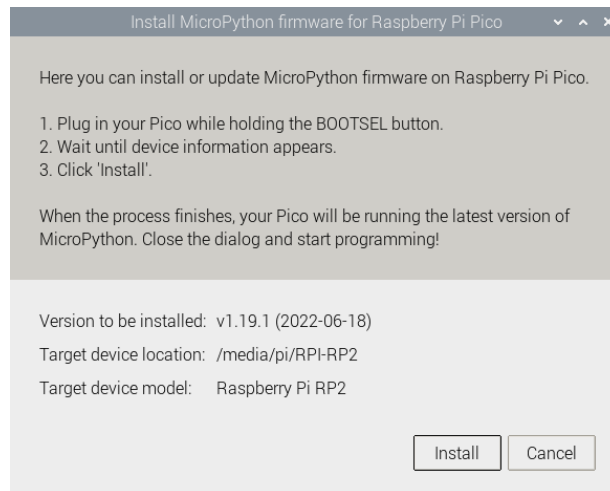 Install MicroPython firmware for Raspberry Pi Pico
Here you can install or update MicroPython firmware on Raspberry Pi Pico.
1. Plug in your Pico while holding the BOOTSEL button.
2. Wait until device information appears.
3. Click 'Install'.
When the process finishes, your Pico will be running the latest version of
MicroPython. Close the dialog and start programming!
Version to be installed: v1.19.1 (2022-06-18)
Target device location: /media/pi/RPI-RP2
Target device model: Raspberry Pi RP2
Install Cancel